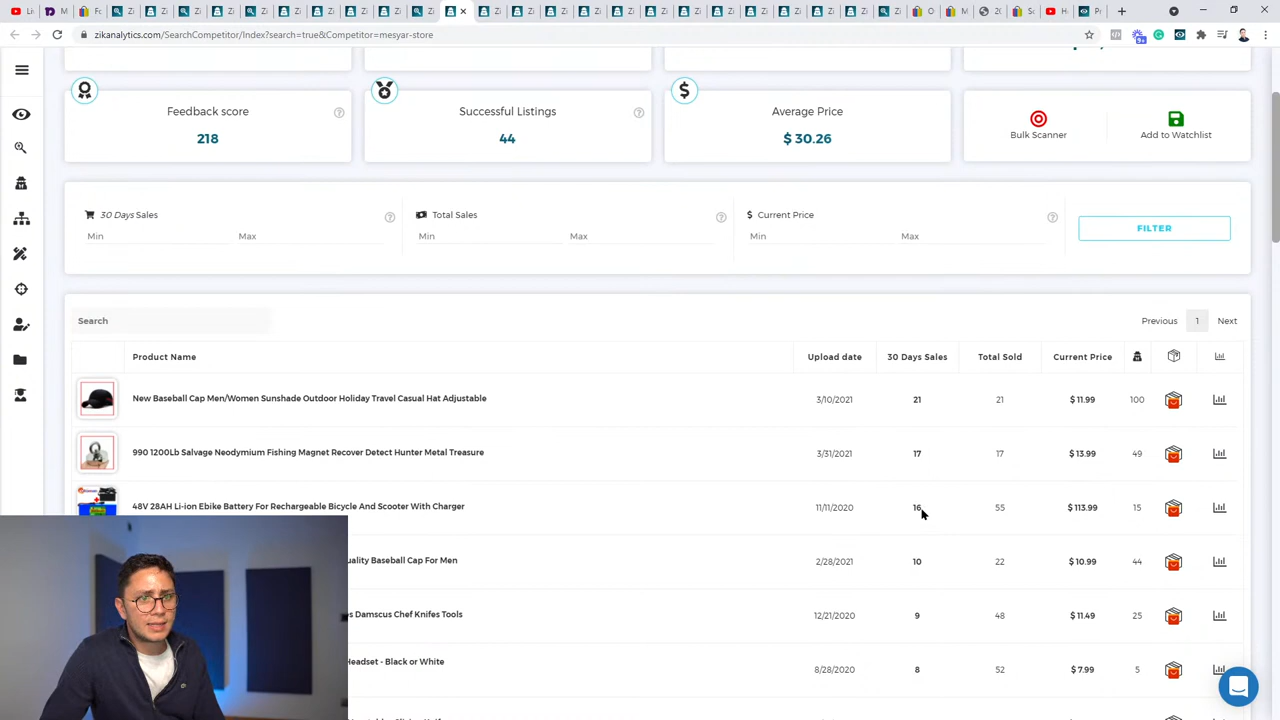 zikanalytics.com/SearchCompetitor/Index?search=true&Competitor=mesyar-store
Feedback score
218
Successful Listings
44
Average Price
$ 30.26
Bulk Scanner
Add to Watchlist
30 Days Sales
Min Max
Total Sales
Min Max
$ Current Price
Min Max
FILTER
Search
Previous 1 Next
Product Name Upload date 30 Days Sales Total Sold Current Price
New Baseball Cap Men/Women Sunshade Outdoor Holiday Travel Casual Hat Adjustable 3/10/2021 21 21 $ 11.99 100
990 1200Lb Salvage Neodymium Fishing Magnet Recover Detect Hunter Metal Treasure 3/31/2021 17 17 $ 13.99 49
48V 28AH Li-ion Ebike Battery For Rechargeable Bicycle And Scooter With Charger 11/11/2020 16 55 $ 113.99 15
uality Baseball Cap For Men 2/28/2021 10 22 $ 10.99 44
s Damscus Chef Knifes Tools 12/21/2020 9 48 $ 11.49 25
Headset - Black or White 8/28/2020 8 52 $ 7.99 5